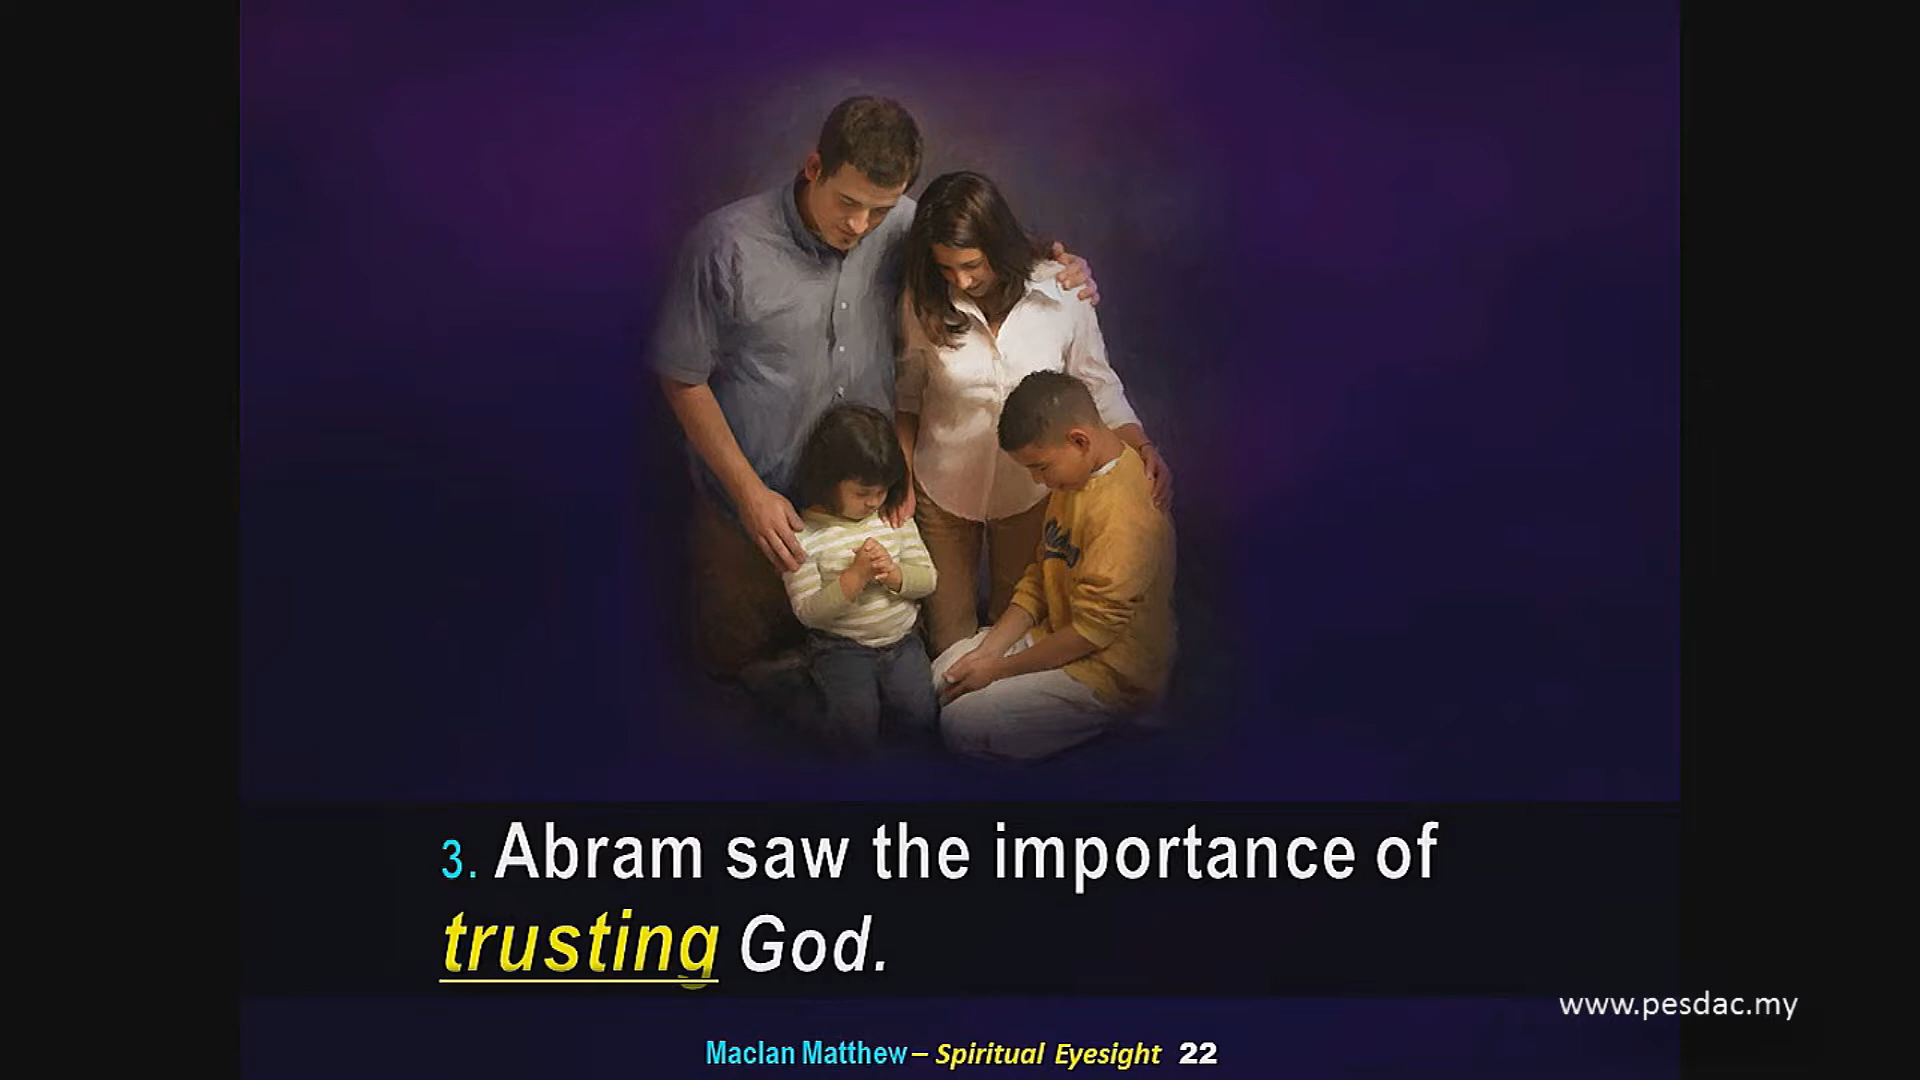 3. Abram saw the importance of
trusting God.
www.pesdac.my
Maclan Matthew – Spiritual Eyesight 22